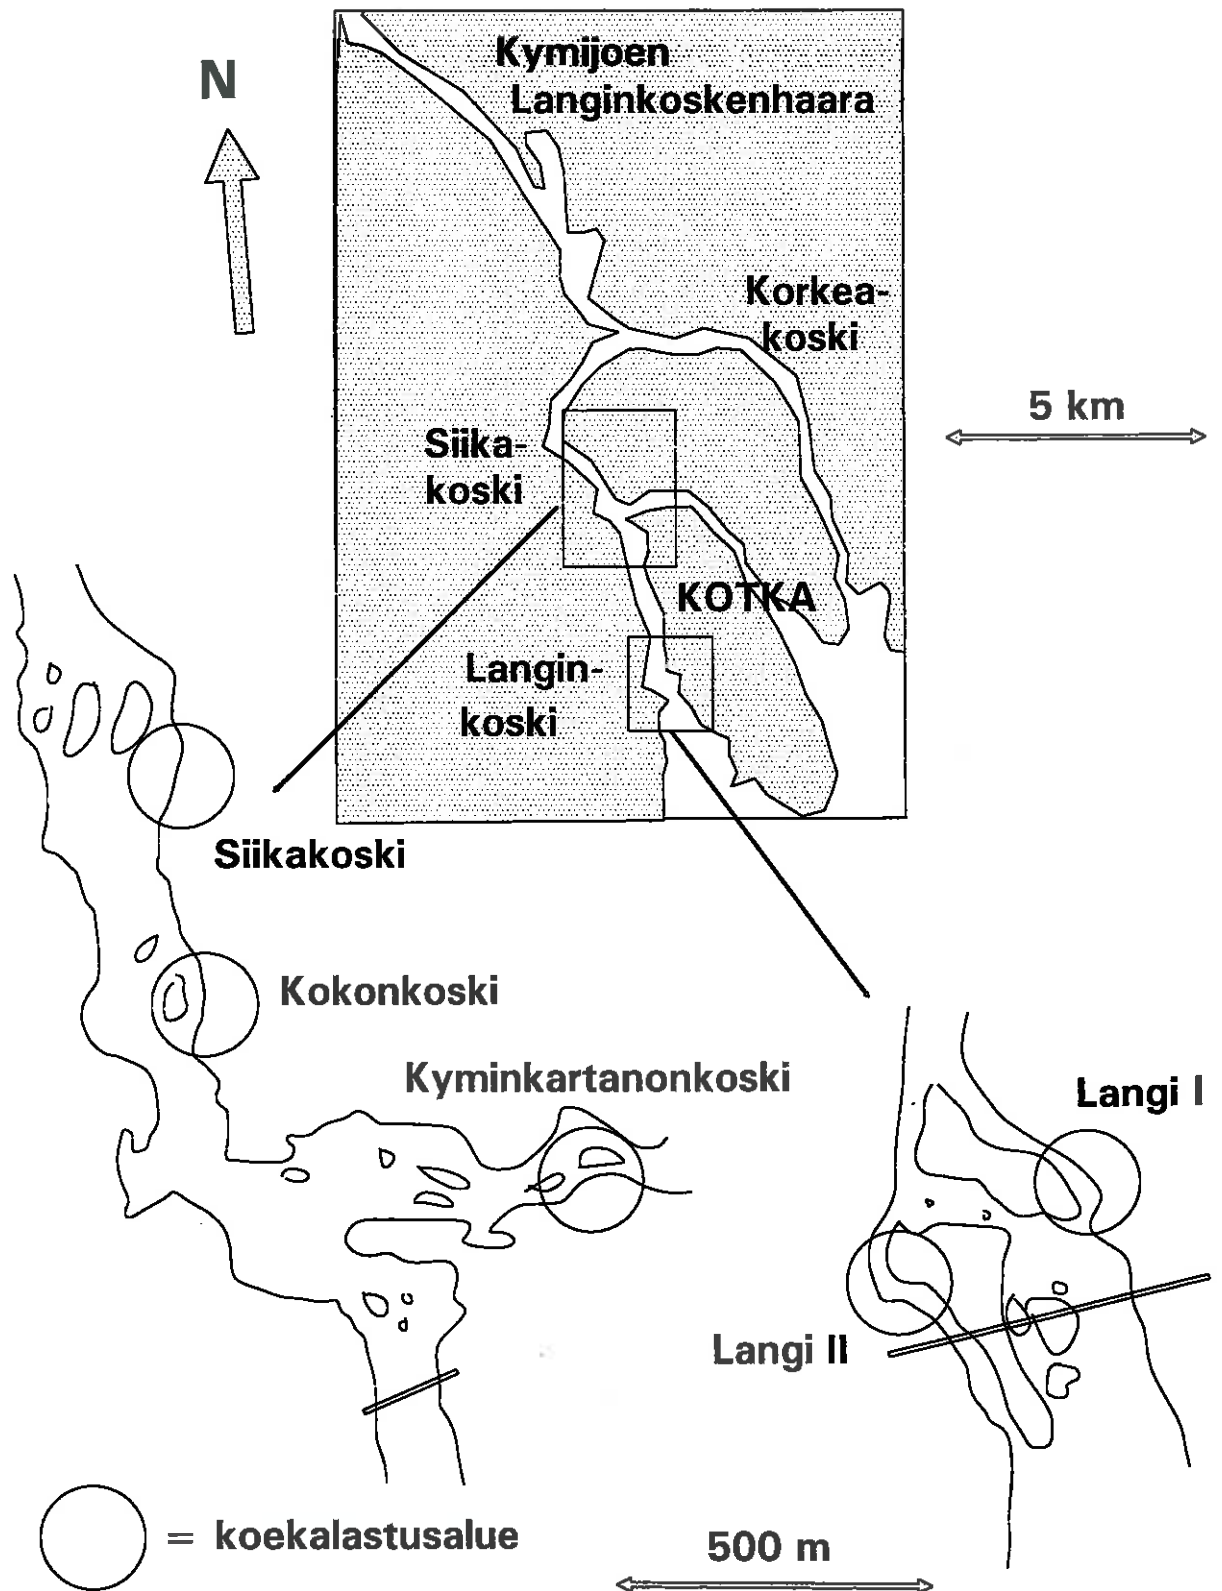 Kymijoen
Langinkoskenhaara
N
Korkea-
koski
5 km
Siika-
koski
KOTKA
Langin-
koski
Siikakoski
Kokonkoski
Kyminkartanonkoski
Langi I
Langi II
= koekalastusalue
500 m